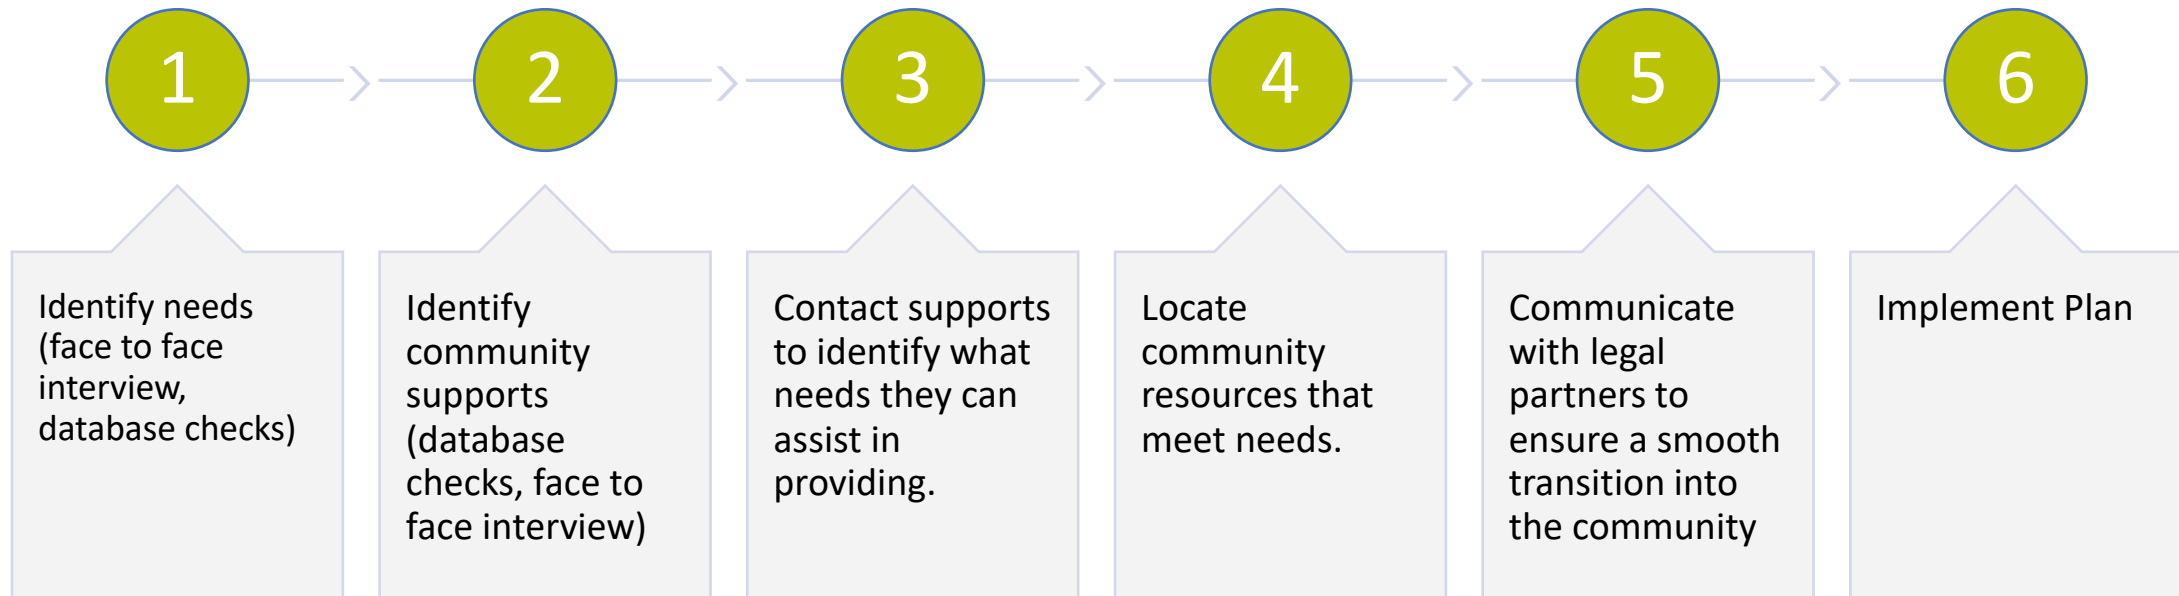 1
2
3
4
5
6
Identify needs
(face to face
interview,
database checks)
Identify
community
supports
(database
checks, face to
face interview)
Contact supports
to identify what
needs they can
assist in
providing.
Locate
community
resources that
meet needs.
Communicate
with legal
partners to
ensure a smooth
transition into
the community
Implement Plan